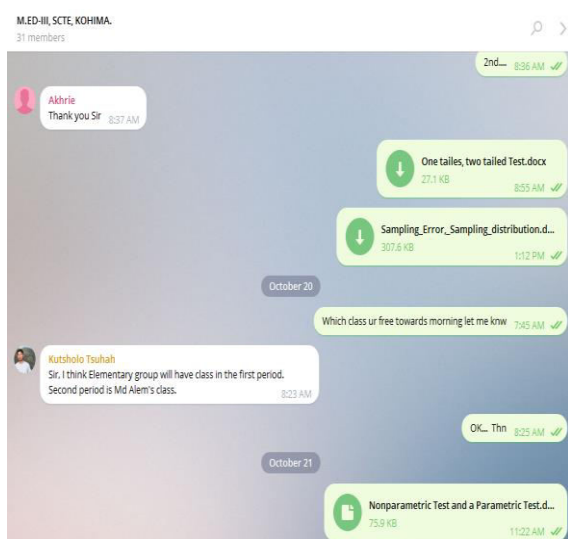 M.ED-III, SCTE, KOHIMA.
31 members
2nd.... 8:36 AM
Akhrie
Thank you Sir 8:37 AM
One tailes, two tailed Test.docx
27.1 KB
8:55 AM
Sampling_Error,_Sampling_distribution.d...
307.6 KB
1:12 PM
October 20
Which class ur free towards morning let me knw 7:45 AM
Kutsholo Tsuhah
Sir, I think Elementary group will have class in the first period.
Second period is Md Alem's class. 8:23 AM
OK... Thn 8:25 AM
October 21
Nonparametric Test and a Parametric Test.d...
75.9 KB
11:22 AM